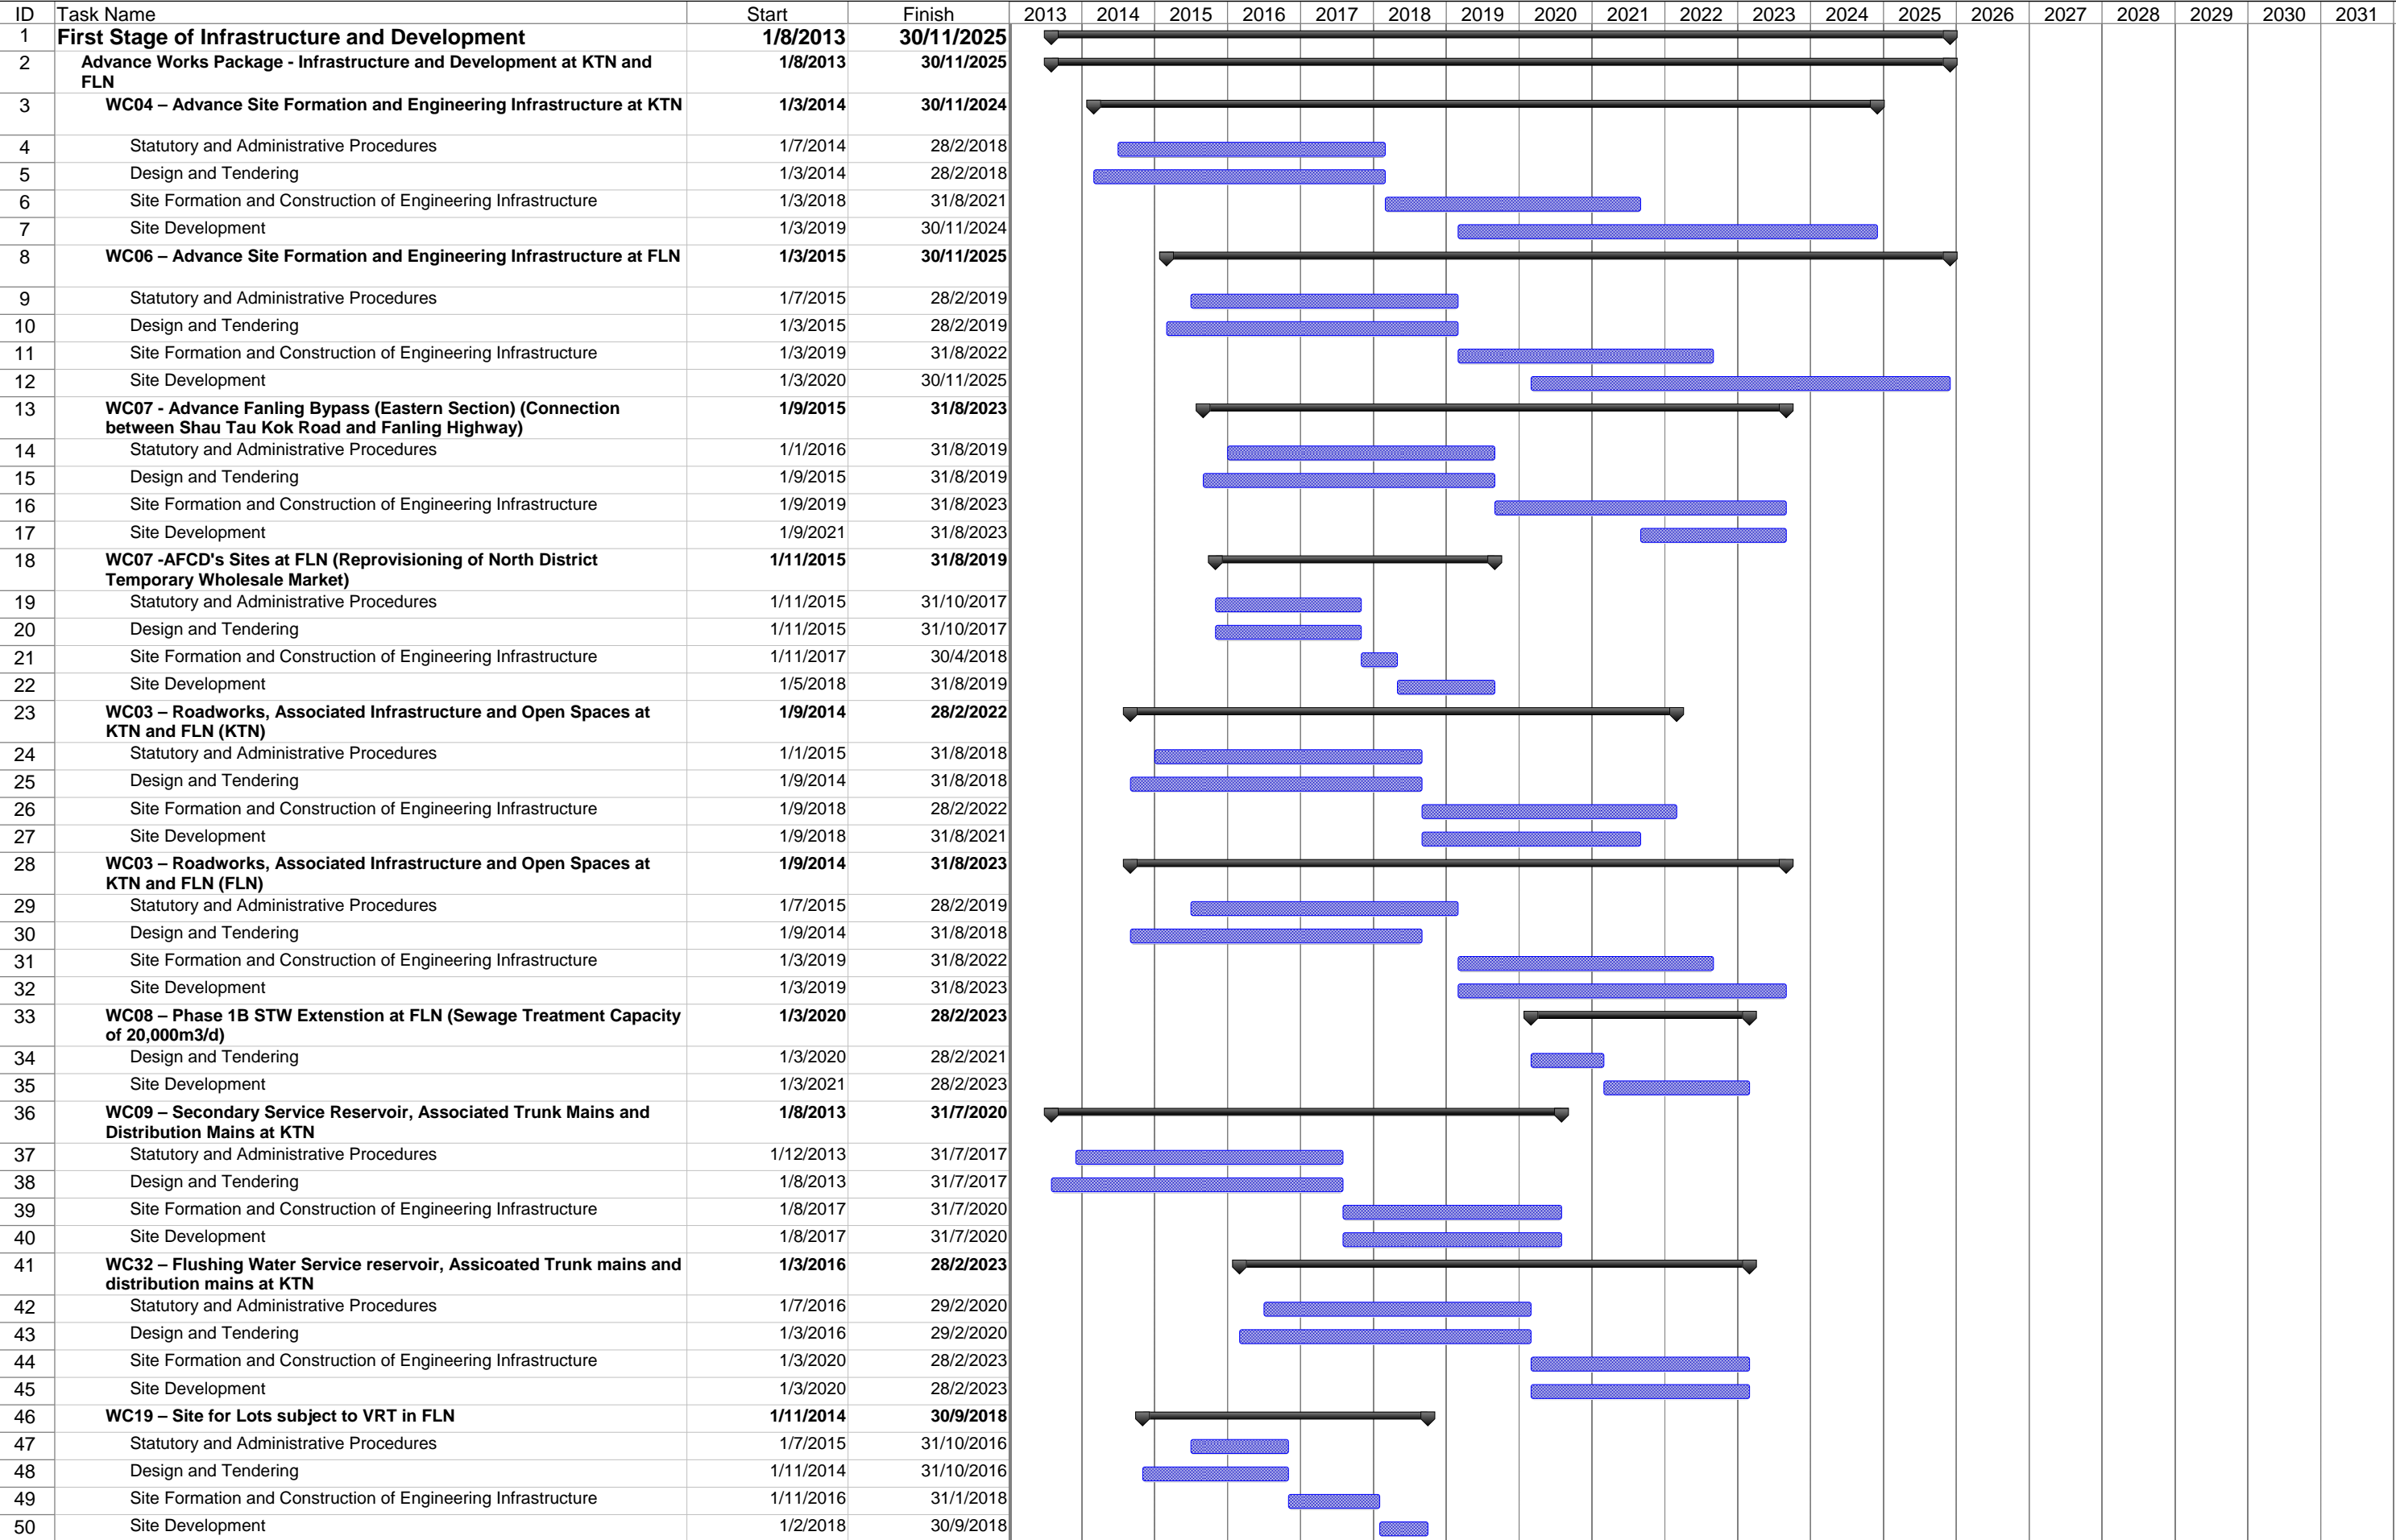 ID Task Name Start Finish 2013 2014 2015 2016 2017 2018 2019 2020 2021 2022 2023 2024 2025 2026 2027 2028 2029 2030 2031
1 First Stage of Infrastructure and Development 1/8/2013 30/11/2025
2 Advance Works Package - Infrastructure and Development at KTN and 1/8/2013 30/11/2025
FLN
3 WC04 – Advance Site Formation and Engineering Infrastructure at KTN 1/3/2014 30/11/2024
4 Statutory and Administrative Procedures 1/7/2014 28/2/2018
5 Design and Tendering 1/3/2014 28/2/2018
6 Site Formation and Construction of Engineering Infrastructure 1/3/2018 31/8/2021
7 Site Development 1/3/2019 30/11/2024
8 WC06 – Advance Site Formation and Engineering Infrastructure at FLN 1/3/2015 30/11/2025
9 Statutory and Administrative Procedures 1/7/2015 28/2/2019
10 Design and Tendering 1/3/2015 28/2/2019
11 Site Formation and Construction of Engineering Infrastructure 1/3/2019 31/8/2022
12 Site Development 1/3/2020 30/11/2025
13 WC07 - Advance Fanling Bypass (Eastern Section) (Connection 1/9/2015 31/8/2023
between Shau Tau Kok Road and Fanling Highway)
14 Statutory and Administrative Procedures 1/1/2016 31/8/2019
15 Design and Tendering 1/9/2015 31/8/2019
16 Site Formation and Construction of Engineering Infrastructure 1/9/2019 31/8/2023
17 Site Development 1/9/2021 31/8/2023
18 WC07 -AFCD's Sites at FLN (Reprovisioning of North District 1/11/2015 31/8/2019
Temporary Wholesale Market)
19 Statutory and Administrative Procedures 1/11/2015 31/10/2017
20 Design and Tendering 1/11/2015 31/10/2017
21 Site Formation and Construction of Engineering Infrastructure 1/11/2017 30/4/2018
22 Site Development 1/5/2018 31/8/2019
23 WC03 – Roadworks, Associated Infrastructure and Open Spaces at 1/9/2014 28/2/2022
KTN and FLN (KTN)
24 Statutory and Administrative Procedures 1/1/2015 31/8/2018
25 Design and Tendering 1/9/2014 31/8/2018
26 Site Formation and Construction of Engineering Infrastructure 1/9/2018 28/2/2022
27 Site Development 1/9/2018 31/8/2021
28 WC03 – Roadworks, Associated Infrastructure and Open Spaces at 1/9/2014 31/8/2023
KTN and FLN (FLN)
29 Statutory and Administrative Procedures 1/7/2015 28/2/2019
30 Design and Tendering 1/9/2014 31/8/2018
31 Site Formation and Construction of Engineering Infrastructure 1/3/2019 31/8/2022
32 Site Development 1/3/2019 31/8/2023
33 WC08 – Phase 1B STW Extenstion at FLN (Sewage Treatment Capacity 1/3/2020 28/2/2023
of 20,000m3/d)
34 Design and Tendering 1/3/2020 28/2/2021
35 Site Development 1/3/2021 28/2/2023
36 WC09 – Secondary Service Reservoir, Associated Trunk Mains and 1/8/2013 31/7/2020
Distribution Mains at KTN
37 Statutory and Administrative Procedures 1/12/2013 31/7/2017
38 Design and Tendering 1/8/2013 31/7/2017
39 Site Formation and Construction of Engineering Infrastructure 1/8/2017 31/7/2020
40 Site Development 1/8/2017 31/7/2020
41 WC32 – Flushing Water Service reservoir, Assicoated Trunk mains and 1/3/2016 28/2/2023
distribution mains at KTN
42 Statutory and Administrative Procedures 1/7/2016 29/2/2020
43 Design and Tendering 1/3/2016 29/2/2020
44 Site Formation and Construction of Engineering Infrastructure 1/3/2020 28/2/2023
45 Site Development 1/3/2020 28/2/2023
46 WC19 – Site for Lots subject to VRT in FLN 1/11/2014 30/9/2018
47 Statutory and Administrative Procedures 1/7/2015 31/10/2016
48 Design and Tendering 1/11/2014 31/10/2016
49 Site Formation and Construction of Engineering Infrastructure 1/11/2016 31/1/2018
50 Site Development 1/2/2018 30/9/2018